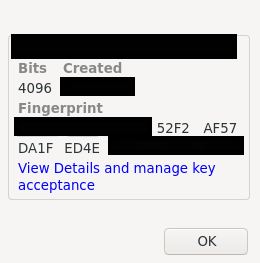 Bits Created
4096
Fingerprint
52F2 AF57
DA1F ED4E
View Details and manage key
acceptance
OK